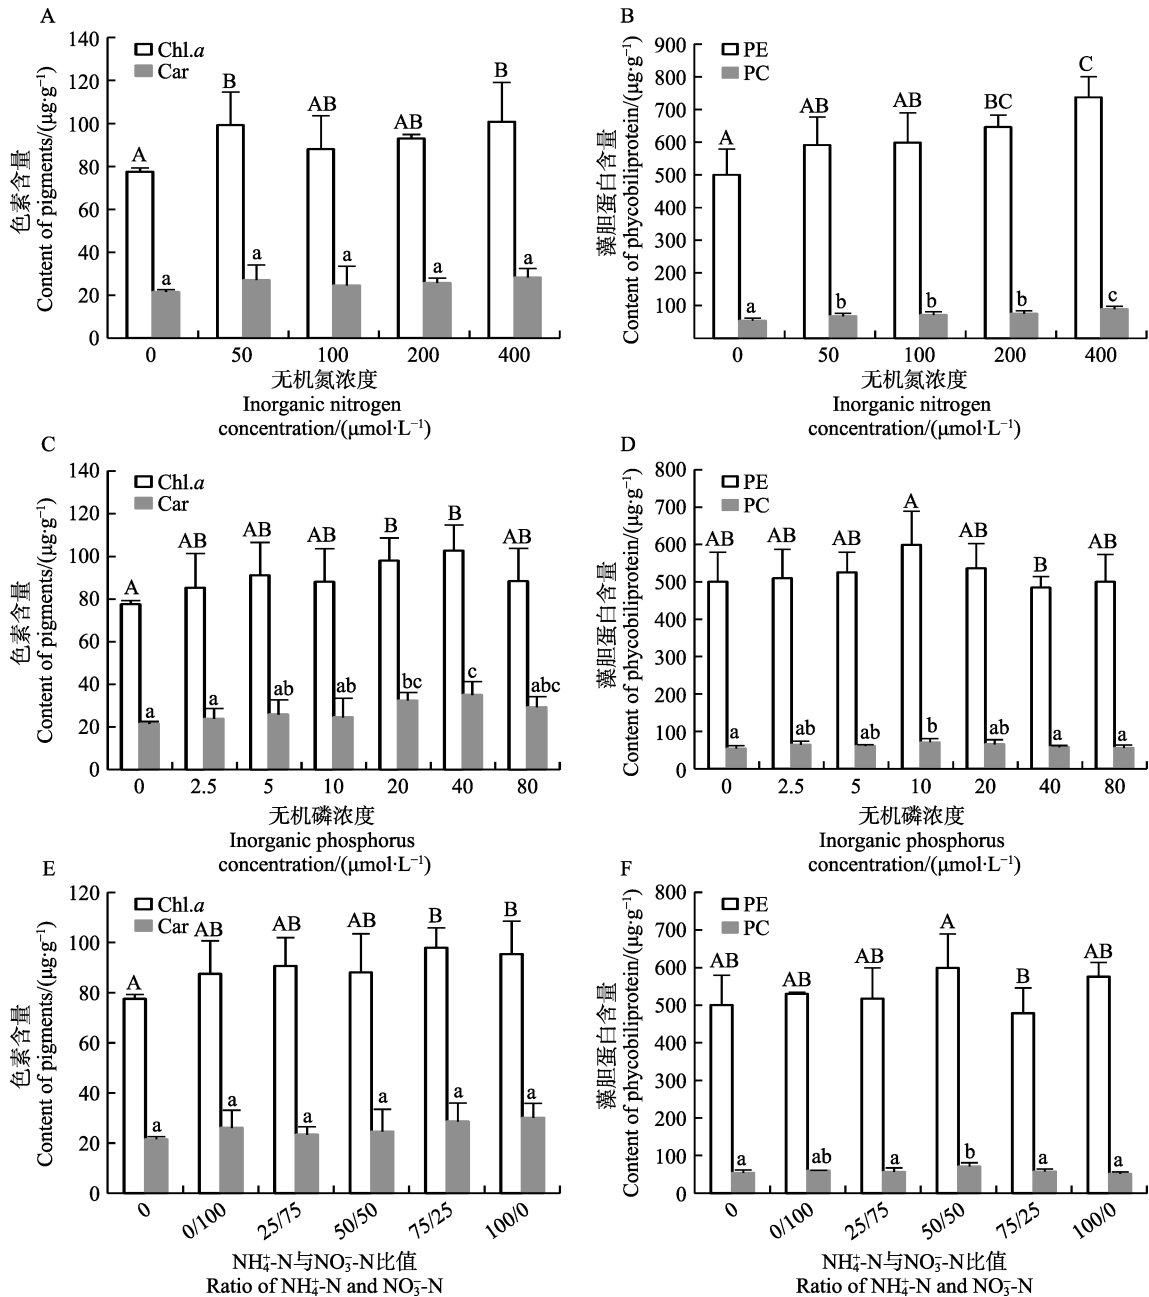 A
140
120
100
80
60
40
20
0
色素含量
Content of pigments/(μg·g⁻¹)
Chl.a
Car
A
B
AB
AB
B
a
a
a
a
a
0 50 100 200 400
无机氮浓度
Inorganic nitrogen
concentration/(μmol·L⁻¹)
B
900
800
700
600
500
400
300
200
100
藻胆蛋白含量
Content of phycobiliprotein/(μg·g⁻¹)
PE
PC
A
AB
AB
BC
C
a
b
b
b
c
0 50 100 200 400
无机氮浓度
Inorganic nitrogen
concentration/(μmol·L⁻¹)
C
140
120
100
80
60
40
20
0
色素含量
Content of pigments/(μg·g⁻¹)
Chl.a
Car
A
AB
AB
AB
B
B
AB
a
a
ab
ab
bc
c
abc
0 2.5 5 10 20 40 80
无机磷浓度
Inorganic phosphorus
concentration/(μmol·L⁻¹)
D
800
700
600
500
400
300
200
100
0
藻胆蛋白含量
Content of phycobiliprotein/(μg·g⁻¹)
PE
PC
AB
AB
AB
A
AB
B
AB
a
ab
ab
b
ab
a
a
0 2.5 5 10 20 40 80
无机磷浓度
Inorganic phosphorus
concentration/(μmol·L⁻¹)
E
120
100
80
60
40
20
0
色素含量
Content of pigments/(μg·g⁻¹)
Chl.a
Car
A
AB
AB
AB
B
B
a
a
a
a
a
a
0 0/100 25/75 50/50 75/25 100/0
NH₄⁺-N与NO₃⁻-N比值
Ratio of NH₄⁺-N and NO₃⁻-N
F
800
700
600
500
400
300
200
100
0
藻胆蛋白含量
Content of phycobiliprotein/(μg·g⁻¹)
PE
PC
AB
AB
AB
A
B
AB
a
ab
a
b
a
a
0 0/100 25/75 50/50 75/25 100/0
NH₄⁺-N与NO₃⁻-N比值
Ratio of NH₄⁺-N and NO₃⁻-N